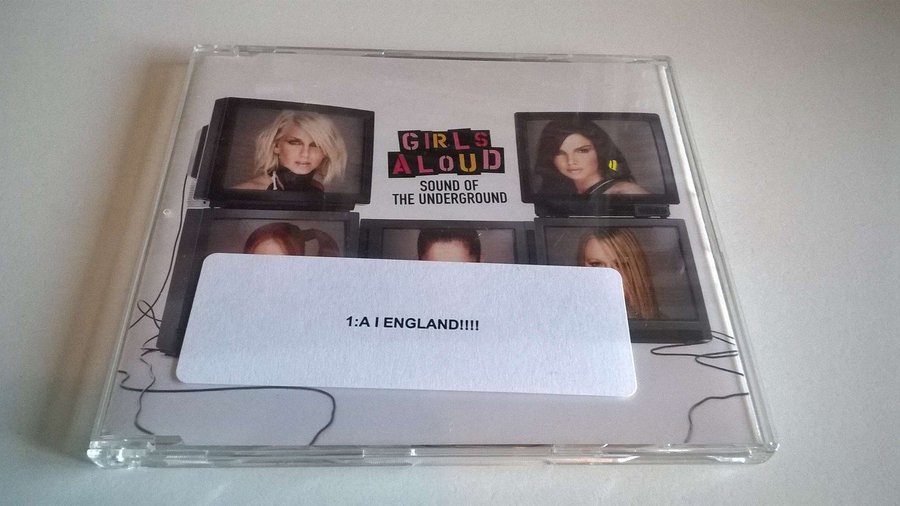 GIRLS
ALOUD
SOUND OF
THE UNDERGROUND
1:A I ENGLAND!!!!